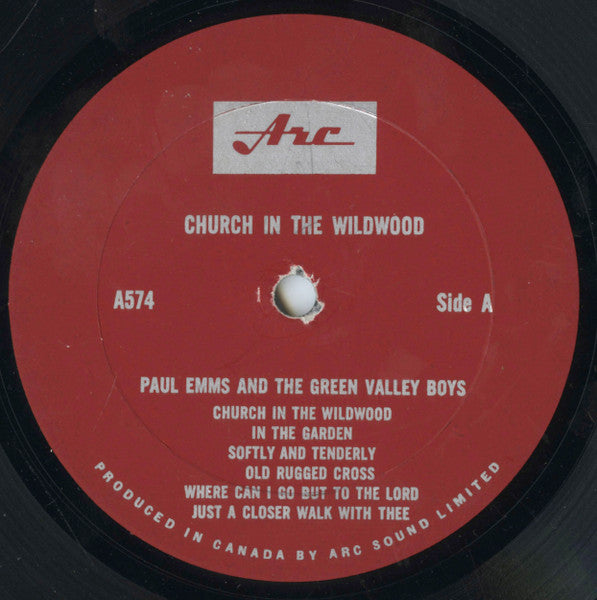 Arc
CHURCH IN THE WILDWOOD
A574
Side A
PAUL EMMS AND THE GREEN VALLEY BOYS
CHURCH IN THE WILDWOOD
IN THE GARDEN
SOFTLY AND TENDERLY
OLD RUGGED CROSS
WHERE CAN I GO BUT TO THE LORD
JUST A CLOSER WALK WITH THEE
PRODUCED IN CANADA BY ARC SOUND LIMITED